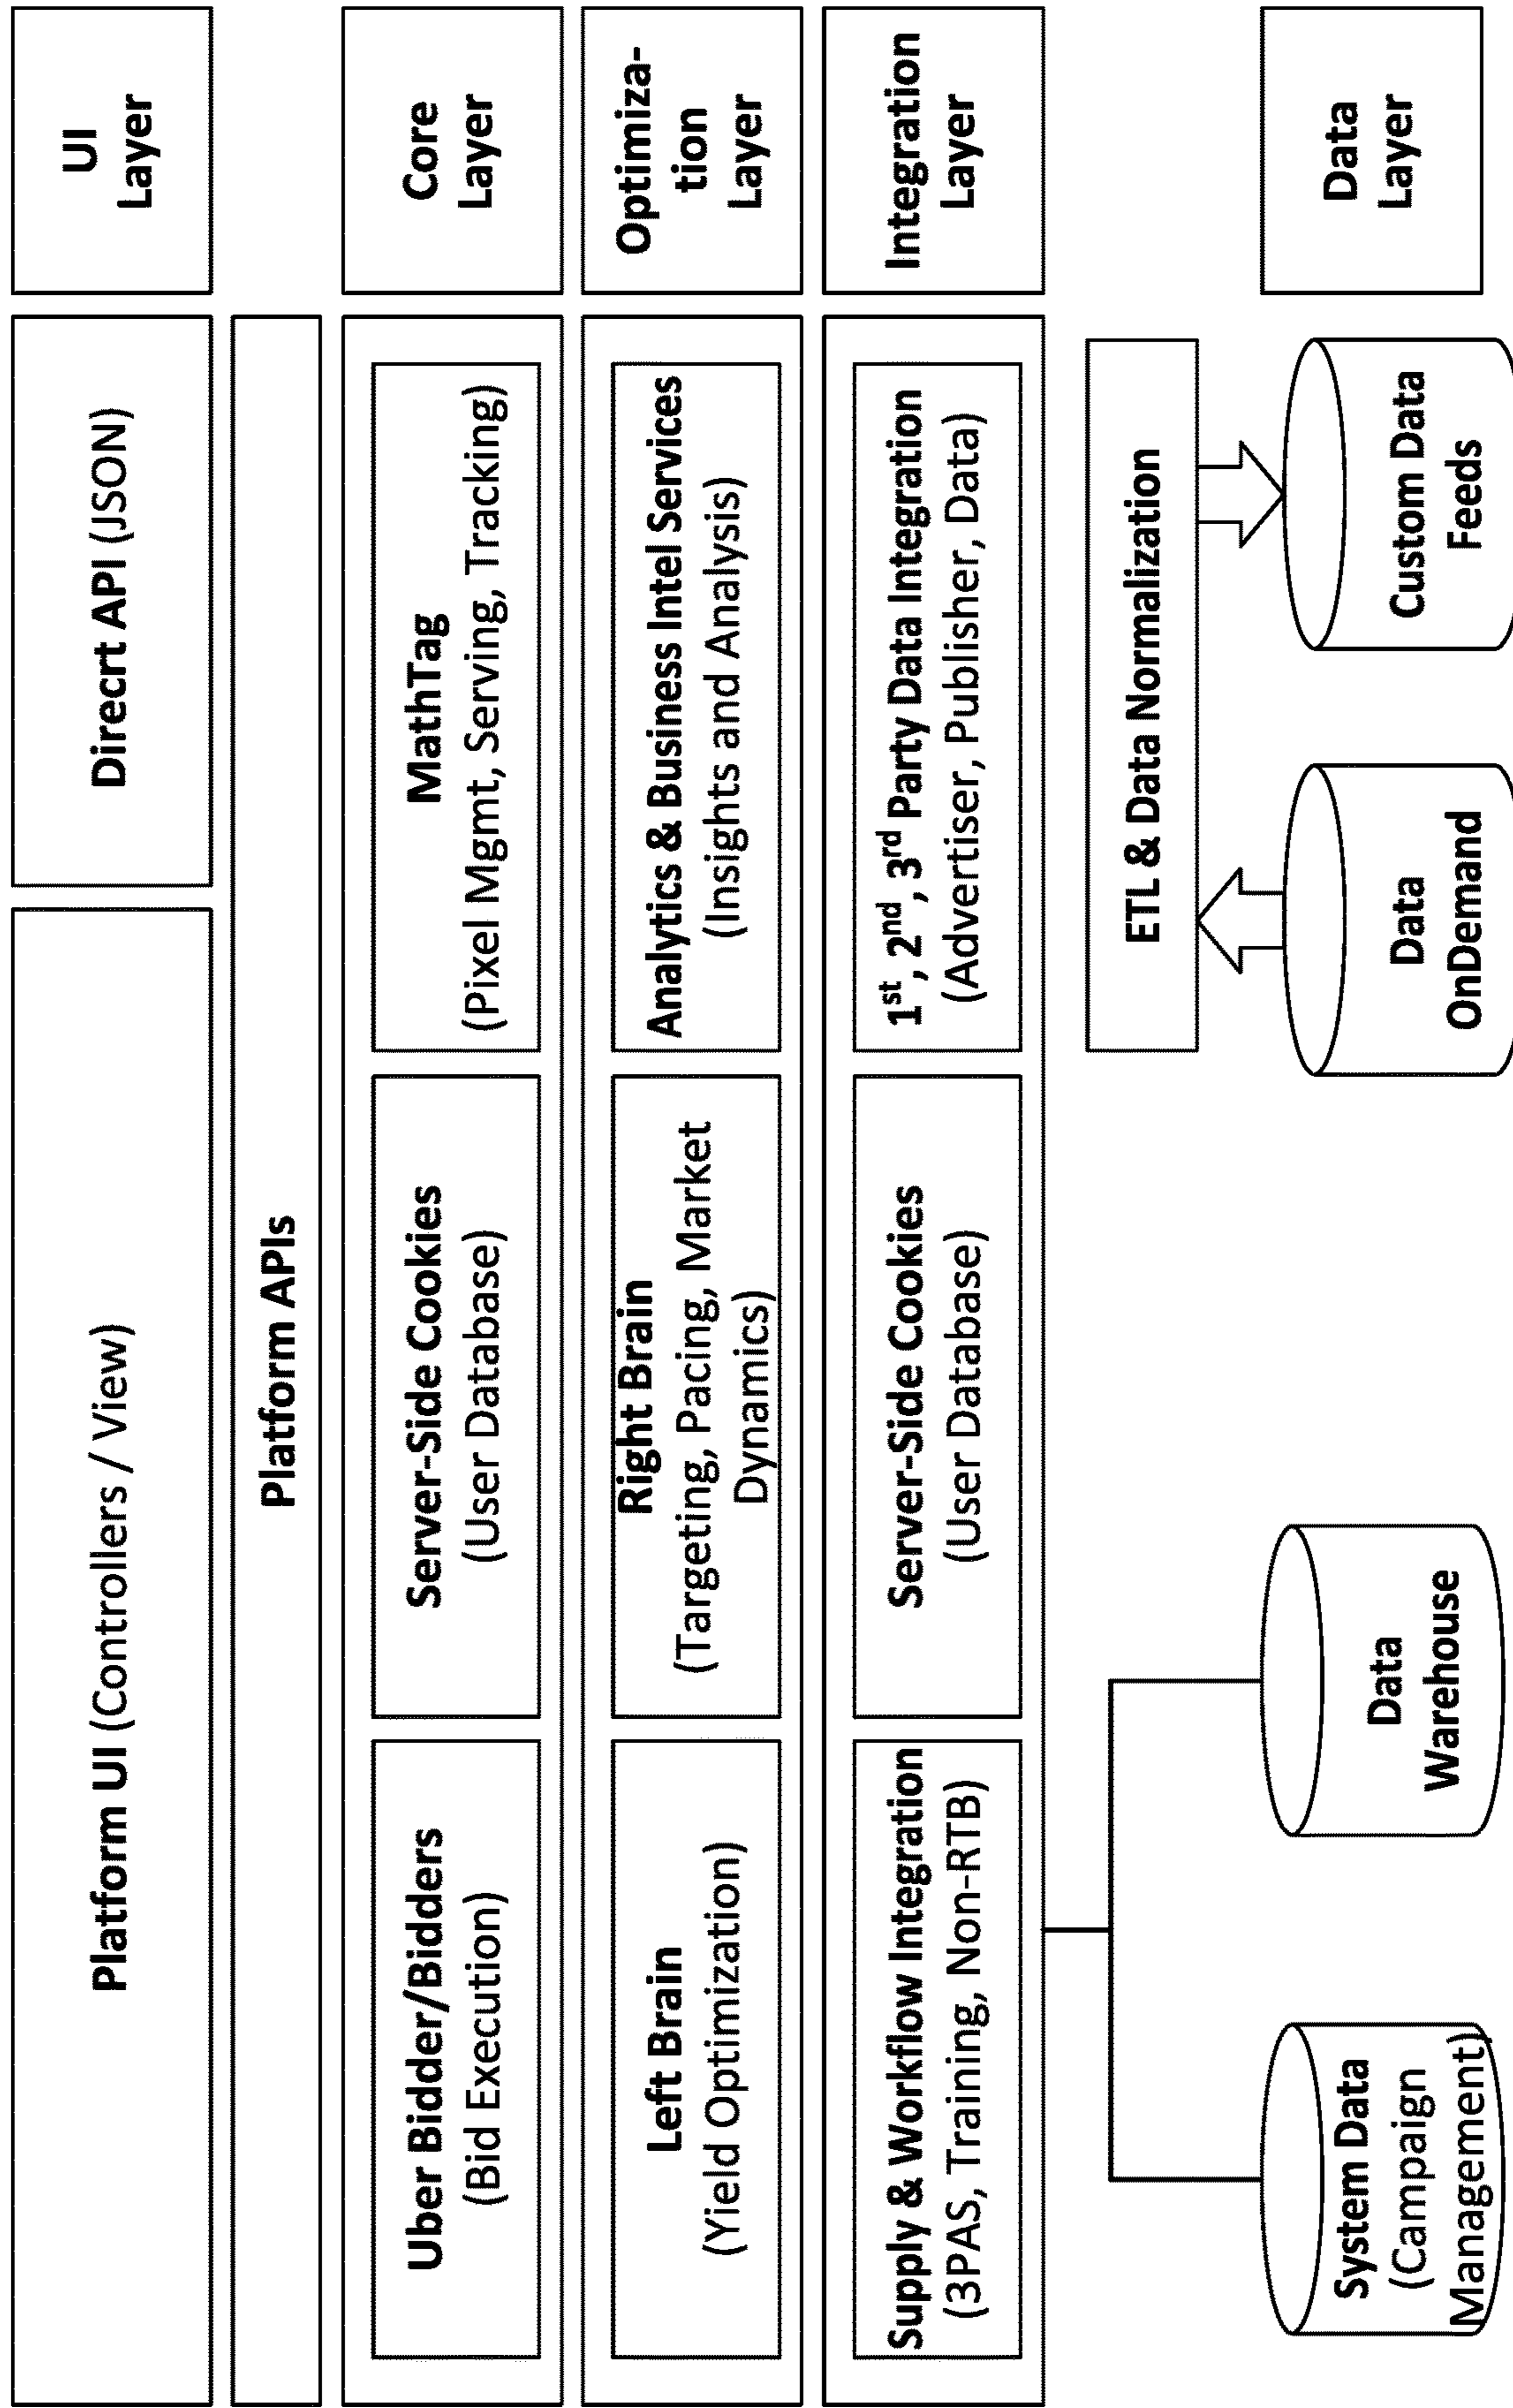 Platform UI (Controllers / View)
Direcrt API (JSON)
UI
Layer
Platform APIs
Uber Bidder/Bidders
(Bid Execution)
Server-Side Cookies
(User Database)
MathTag
(Pixel Mgmt, Serving, Tracking)
Core
Layer
Left Brain
(Yield Optimization)
Right Brain
(Targeting, Pacing, Market
Dynamics)
Analytics & Business Intel Services
(Insights and Analysis)
Optimiza-
tion
Layer
Supply & Workflow Integration
(3PAS, Training, Non-RTB)
Server-Side Cookies
(User Database)
1st, 2nd, 3rd Party Data Integration
(Advertiser, Publisher, Data)
Integration
Layer
ETL & Data Normalization
System Data
(Campaign
Management)
Data
Warehouse
Data
OnDemand
Custom Data
Feeds
Data
Layer